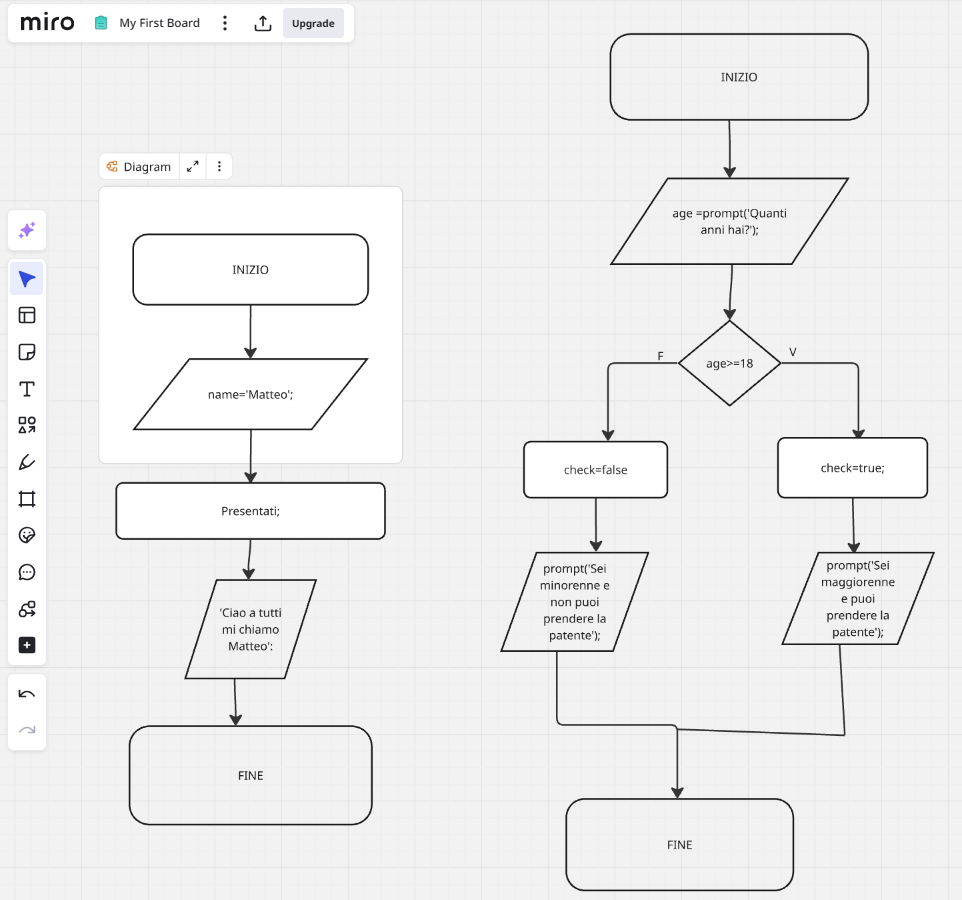 miro
My First Board
Upgrade
Diagram
INIZIO
name='Matteo';
Presentati;
'Ciao a tutti
mi chiamo
Matteo':
FINE
INIZIO
age =prompt('Quanti
anni hai?');
age>=18
F
V
check=false
check=true;
prompt('Sei
minorenne e
non puoi
prendere la
patente');
prompt('Sei
maggiorenne
e puoi
prendere la
patente');
FINE